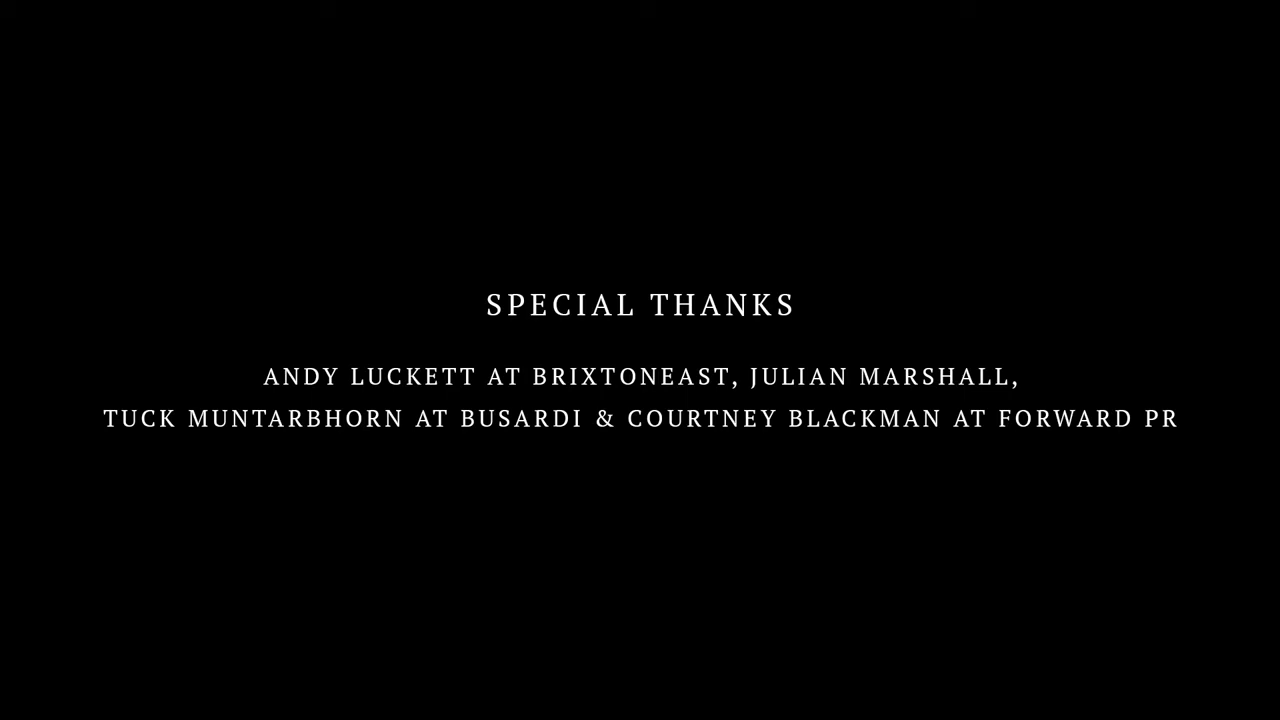 SPECIAL THANKS
ANDY LUCKETT AT BRIXTONEAST, JULIAN MARSHALL,
TUCK MUNTARBHORN AT BUSARDI & COURTNEY BLACKMAN AT FORWARD PR